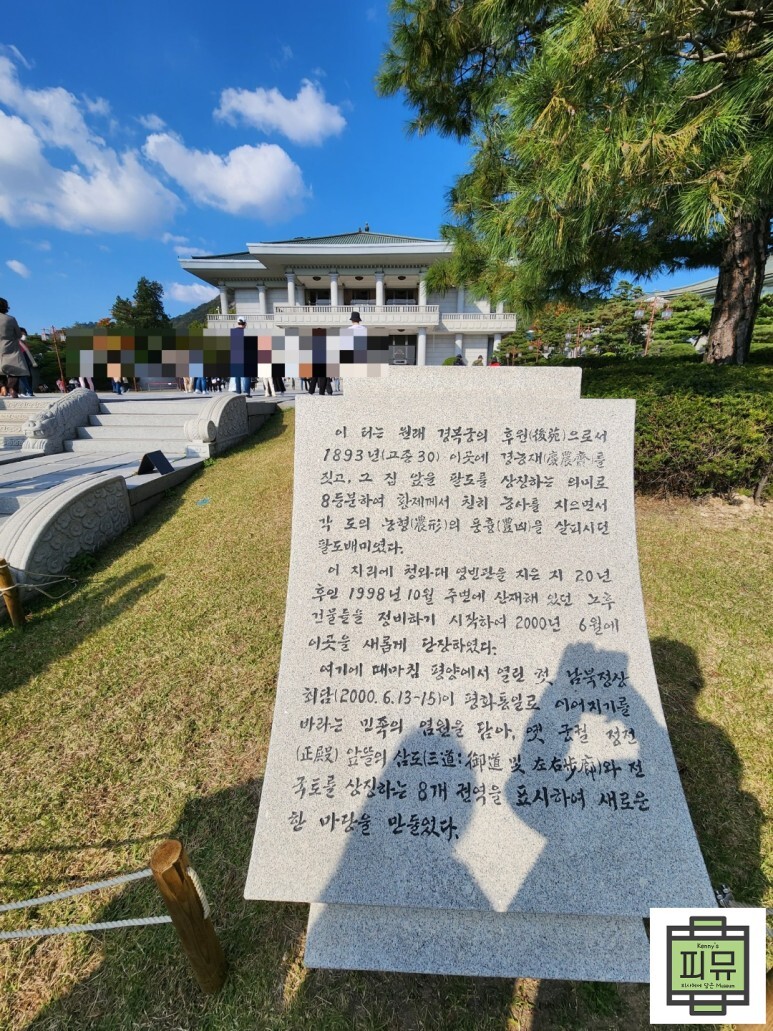 이 터는 원래 경복궁의 후원(後苑)으로서
1893년(고종 30) 이곳에 경농재(慶農齋)를
짓고, 그 집 앞을 팔도를 상징하는 의미로
8등분하여 황제께서 친히 농사를 지으면서
각 도의 농형(農形)의 풍흉(豊凶)을 살피시던
팔도배미였다.
이 자리에 청와대 영빈관을 지은 지 20년
후인 1998년 10월 주변에 산재해 있던 노후
건물들을 정비하기 시작하여 2000년 6월에
이곳을 새롭게 단장하였다.
여기에 때마침 평양에서 열린 첫 남북정상
회담(2000. 6.13~15)이 평화통일로 이어지기를
바라는 민족의 염원을 담아, 옛 궁궐 정전
(正殿) 앞뜰의 삼도(三道:御道 및 左右步廊)와 전
국토를 상징하는 8개 권역을 표시하여 새로운
한 마당을 만들었다.
Kenny's
피뮤
피사체에 담은 Museum